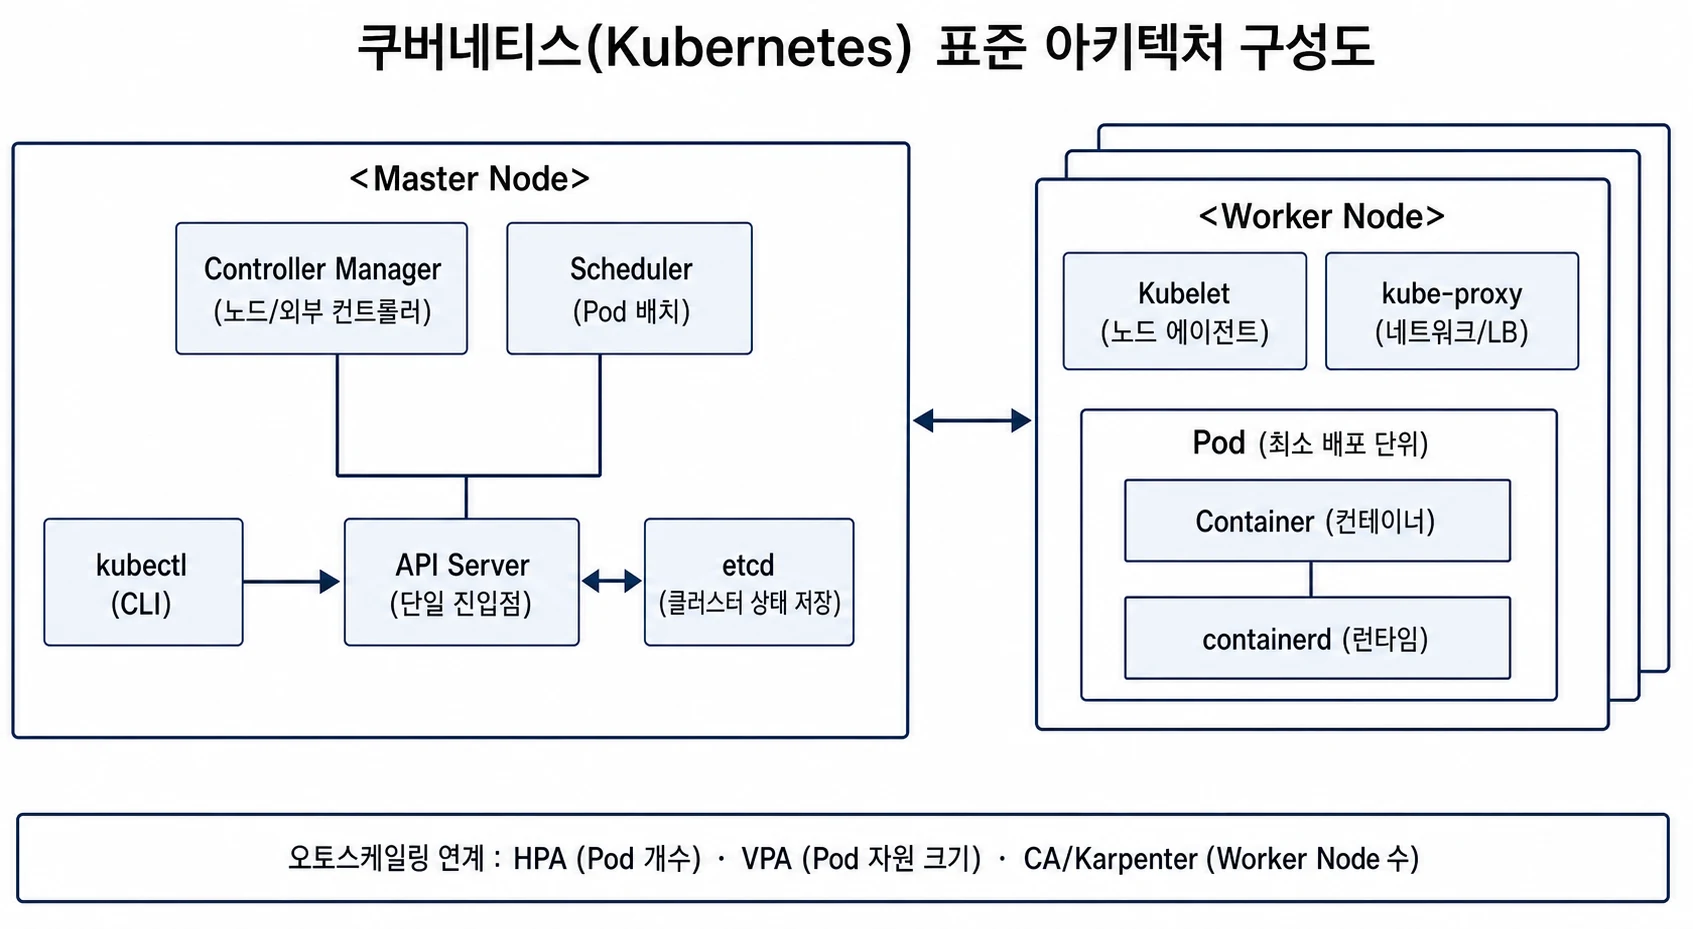 쿠버네티스(Kubernetes) 표준 아키텍처 구성도
<Master Node>
Controller Manager
(노드/외부 컨트롤러)
Scheduler
(Pod 배치)
kubectl
(CLI)
API Server
(단일 진입점)
etcd
(클러스터 상태 저장)
<Worker Node>
Kubelet
(노드 에이전트)
kube-proxy
(네트워크/LB)
Pod (최소 배포 단위)
Container (컨테이너)
containerd (런타임)
오토스케일링 연계 : HPA (Pod 개수) · VPA (Pod 자원 크기) · CA/Karpenter (Worker Node 수)